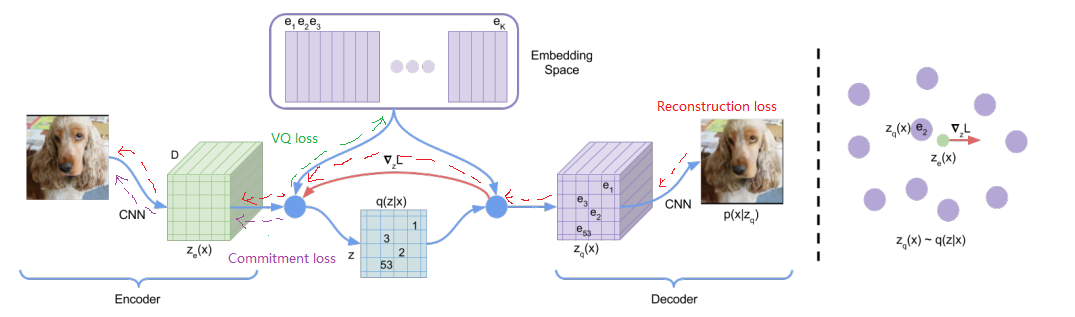 e1 e2 e3
eK
Embedding
Space
Reconstruction loss
VQ loss
D
∇zL
CNN
q(z|x)
1
3
2
53
z
ze(x)
Commitment loss
e1
e3
e2
e53
zq(x)
CNN
p(x|zq)
Encoder
Decoder
zq(x)
e2
∇zL
ze(x)
zq(x) ~ q(z|x)